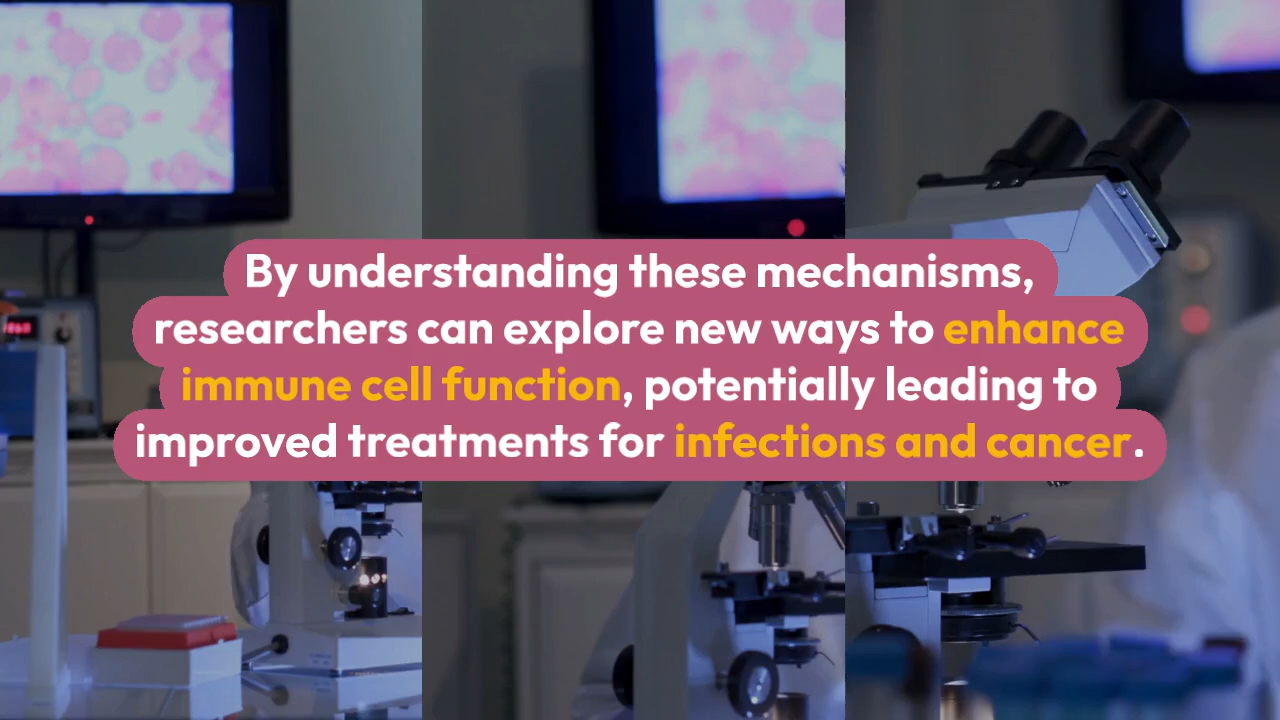 By understanding these mechanisms,
researchers can explore new ways to enhance
immune cell function, potentially leading to
improved treatments for infections and cancer.